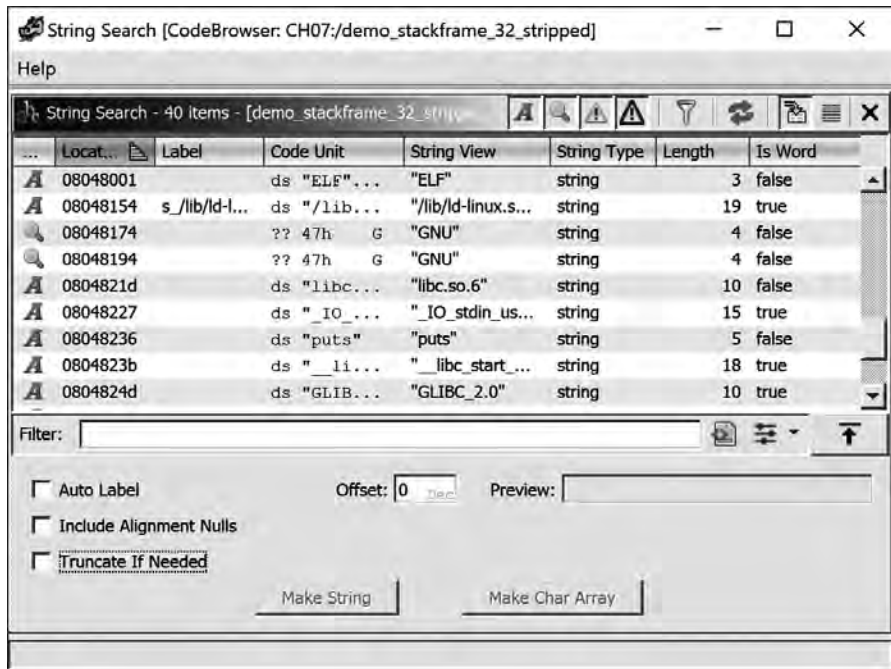 String Search [CodeBrowser: CH07:/demo_stackframe_32_stripped]
Help
String Search - 40 items - [demo_stackframe_32_
... Locat... Label Code Unit String View String Type Length Is Word
A 08048001 ds "ELF"... "ELF" string 3 false
A 08048154 s_/lib/ld-l... ds "/lib... "/lib/ld-linux.s... string 19 true
08048174 ?? 47h G "GNU" string 4 false
08048194 ?? 47h G "GNU" string 4 false
A 0804821d ds "libc... "libc.so.6" string 10 false
A 08048227 ds "_IO_... "_IO_stdin_us... string 15 true
A 08048236 ds "puts" "puts" string 5 false
A 0804823b ds "__li... "__libc_start_... string 18 true
A 0804824d ds "GLIB... "GLIBC_2.0" string 10 true
Filter:
Auto Label Offset: 0 Dec Preview:
Include Alignment Nulls
Truncate If Needed
Make String Make Char Array